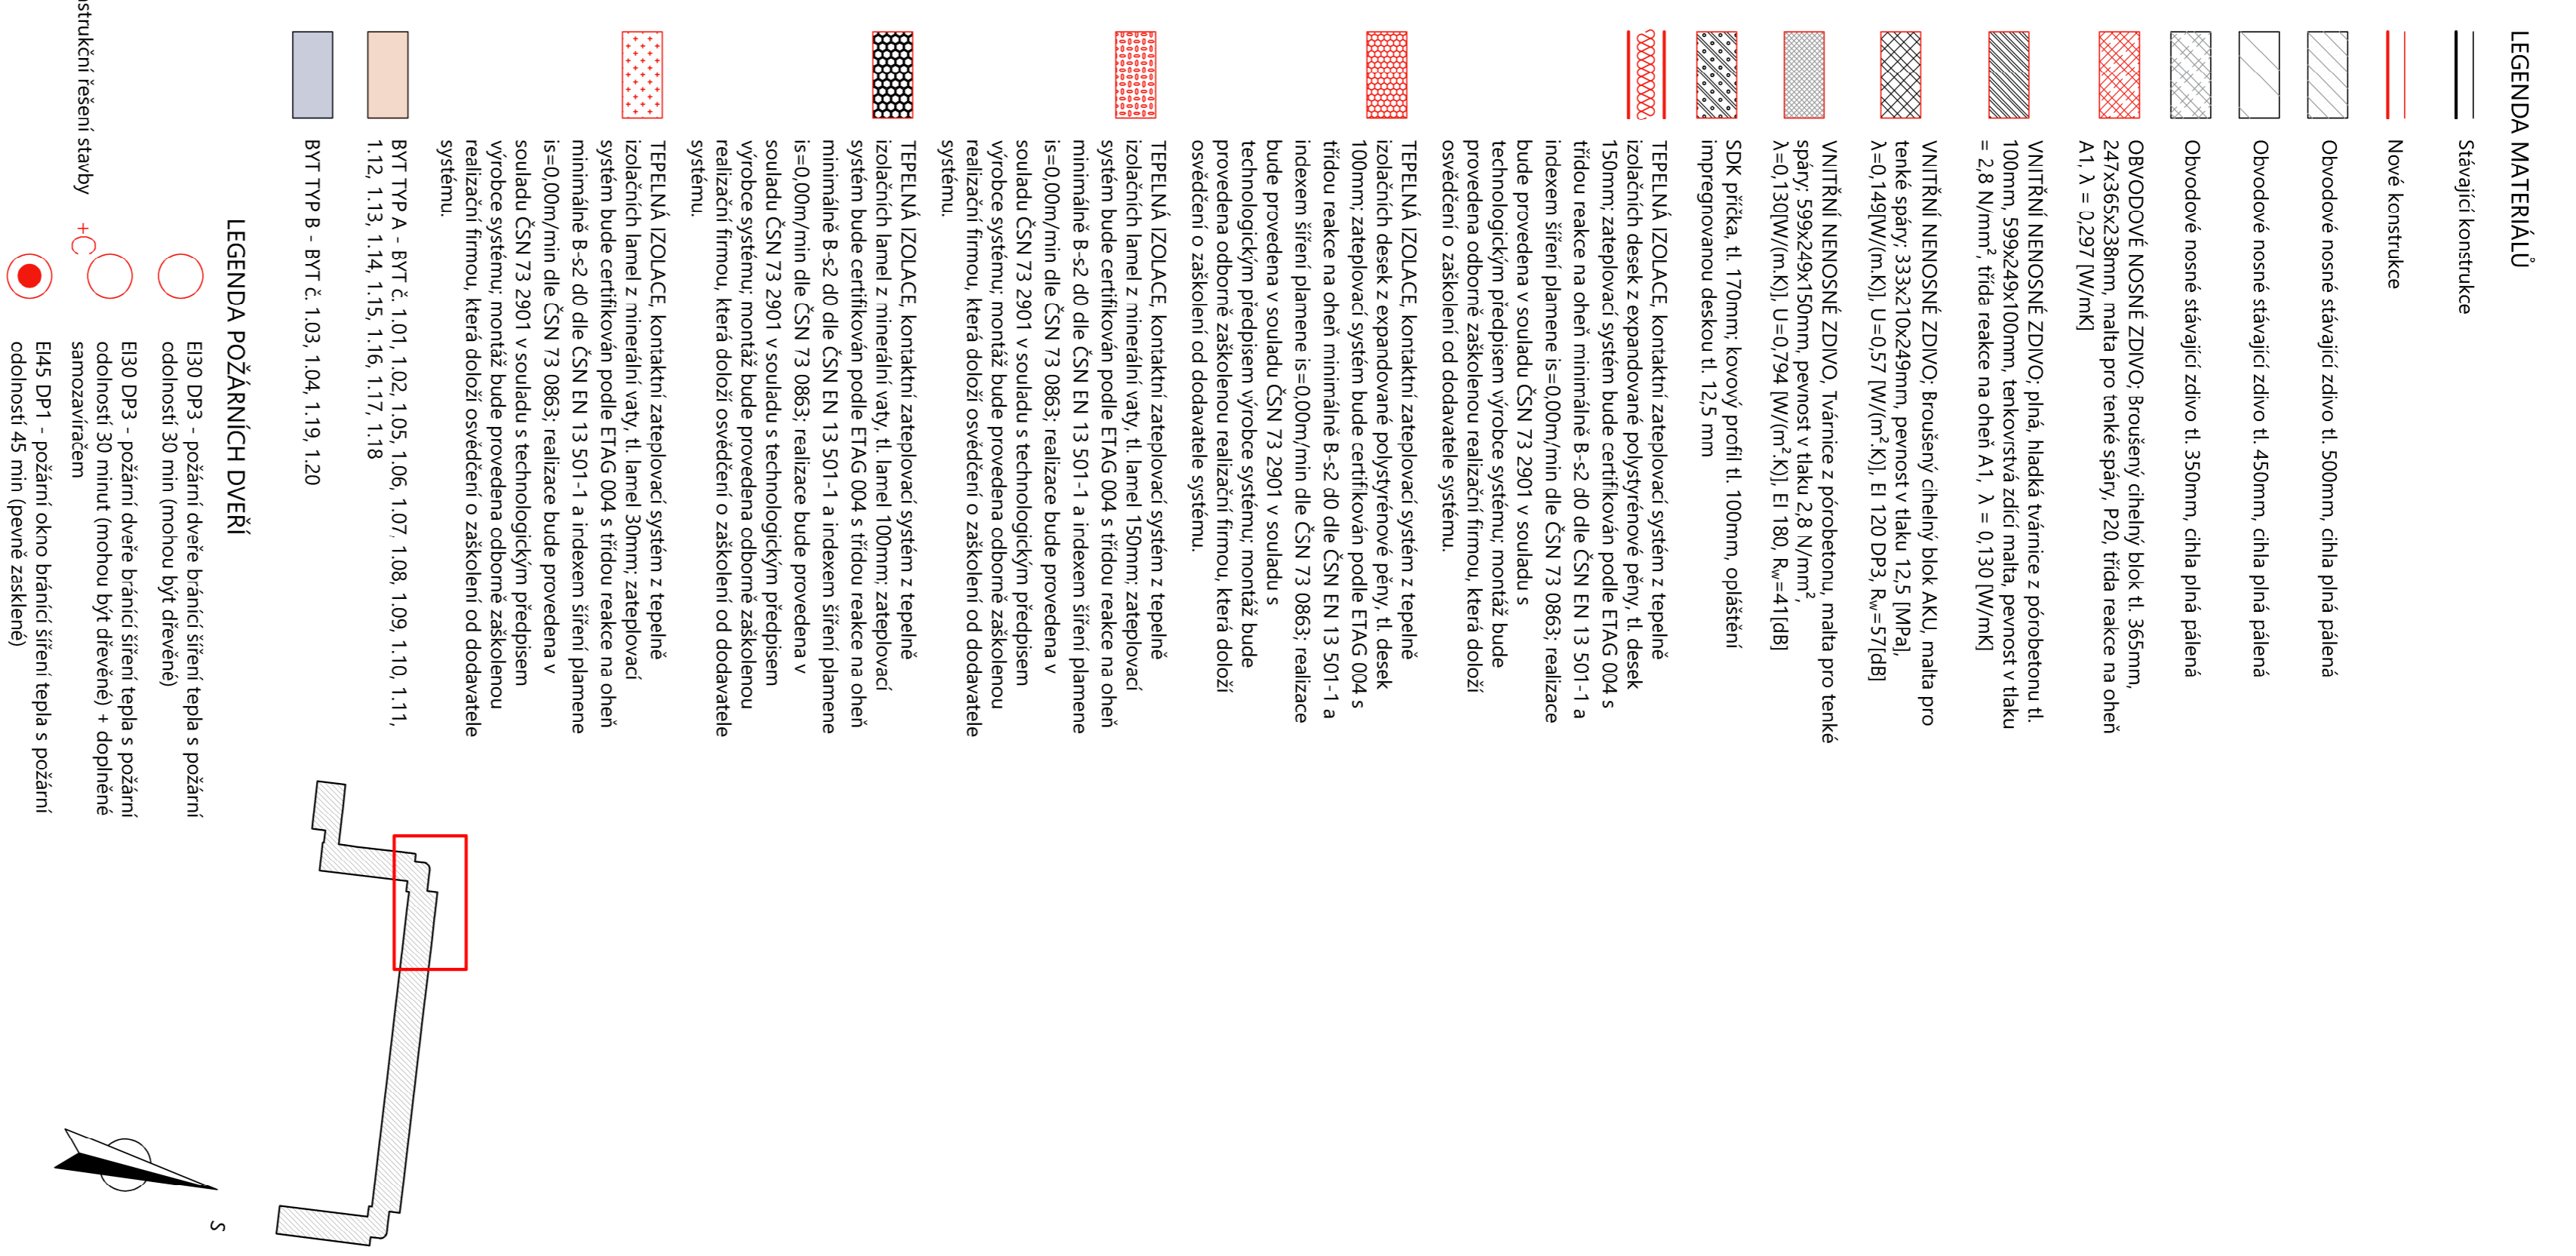 LEGENDA MATERIÁLŮ
Stávající konstrukce
Nové konstrukce
Obvodové nosné stávající zdivo tl. 500mm, cihla plná pálená
Obvodové nosné stávající zdivo tl. 450mm, cihla plná pálená
Obvodové nosné stávající zdivo tl. 350mm, cihla plná pálená
OBVODOVÉ NOSNÉ ZDIVO; Broušený cihelný blok tl. 365mm,
247x365x238mm, malta pro tenké spáry, P20, třída reakce na oheň
A1, λ = 0,297 [W/mK]
VNITŘNÍ NENOSNÉ ZDIVO; plná, hladká tvárnice z pórobetonu tl.
100mm, 599x249x100mm, tenkovrstvá zdící malta, pevnost v tlaku
= 2,8 N/mm², třída reakce na oheň A1, λ = 0,130 [W/mK]
VNITŘNÍ NENOSNÉ ZDIVO; Broušený cihelný blok AKU, malta pro
tenké spáry; 333x210x249mm, pevnost v tlaku 12,5 [MPa],
λ=0,149[W/(m.K)], U=0,57 [W/(m².K)], EI 120 DP3, Rw=57[dB]
VNITŘNÍ NENOSNÉ ZDIVO, Tvárnice z pórobetonu, malta pro tenké
spáry; 599x249x150mm, pevnost v tlaku 2,8 N/mm²,
λ=0,130[W/(m.K)], U=0,794 [W/(m².K)], EI 180, Rw=41[dB]
SDK příčka, tl. 170mm; kovový profil tl. 100mm, opláštění
impregnovanou deskou tl. 12,5 mm
TEPELNÁ IZOLACE, kontaktní zateplovací systém z tepelně
izolačních desek z expandované polystyrénové pěny, tl. desek
150mm; zateplovací systém bude certifikován podle ETAG 004 s
třídou reakce na oheň minimálně B-s2 d0 dle ČSN EN 13 501-1 a
indexem šíření plamene is=0,00m/min dle ČSN 73 0863; realizace
bude provedena v souladu ČSN 73 2901 v souladu s
technologickým předpisem výrobce systému; montáž bude
provedena odborně zaškolenou realizační firmou, která doloží
osvědčení o zaškolení od dodavatele systému.
TEPELNÁ IZOLACE, kontaktní zateplovací systém z tepelně
izolačních desek z expandované polystyrénové pěny, tl. desek
100mm; zateplovací systém bude certifikován podle ETAG 004 s
třídou reakce na oheň minimálně B-s2 d0 dle ČSN EN 13 501-1 a
indexem šíření plamene is=0,00m/min dle ČSN 73 0863; realizace
bude provedena v souladu ČSN 73 2901 v souladu s
technologickým předpisem výrobce systému; montáž bude
provedena odborně zaškolenou realizační firmou, která doloží
osvědčení o zaškolení od dodavatele systému.
TEPELNÁ IZOLACE, kontaktní zateplovací systém z tepelně
izolačních lamel z minerální vaty, tl. lamel 150mm; zateplovací
systém bude certifikován podle ETAG 004 s třídou reakce na oheň
minimálně B-s2 d0 dle ČSN EN 13 501-1 a indexem šíření plamene
is=0,00m/min dle ČSN 73 0863; realizace bude provedena v
souladu ČSN 73 2901 v souladu s technologickým předpisem
výrobce systému; montáž bude provedena odborně zaškolenou
realizační firmou, která doloží osvědčení o zaškolení od dodavatele
systému.
TEPELNÁ IZOLACE, kontaktní zateplovací systém z tepelně
izolačních lamel z minerální vaty, tl. lamel 100mm; zateplovací
systém bude certifikován podle ETAG 004 s třídou reakce na oheň
minimálně B-s2 d0 dle ČSN EN 13 501-1 a indexem šíření plamene
is=0,00m/min dle ČSN 73 0863; realizace bude provedena v
souladu ČSN 73 2901 v souladu s technologickým předpisem
výrobce systému; montáž bude provedena odborně zaškolenou
realizační firmou, která doloží osvědčení o zaškolení od dodavatele
systému.
TEPELNÁ IZOLACE, kontaktní zateplovací systém z tepelně
izolačních lamel z minerální vaty, tl. lamel 30mm; zateplovací
systém bude certifikován podle ETAG 004 s třídou reakce na oheň
minimálně B-s2 d0 dle ČSN EN 13 501-1 a indexem šíření plamene
is=0,00m/min dle ČSN 73 0863; realizace bude provedena v
souladu ČSN 73 2901 v souladu s technologickým předpisem
výrobce systému; montáž bude provedena odborně zaškolenou
realizační firmou, která doloží osvědčení o zaškolení od dodavatele
systému.
BYT TYP A - BYT č. 1.01, 1.02, 1.05, 1.06, 1.07, 1.08, 1.09, 1.10, 1.11,
1.12, 1.13, 1.14, 1.15, 1.16, 1.17, 1.18
BYT TYP B - BYT č. 1.03, 1.04, 1.19, 1.20
LEGENDA POŽÁRNÍCH DVEŘÍ
EI30 DP3 - požární dveře bránící šíření tepla s požární
odolností 30 min (mohou být dřevěné)
+C
EI30 DP3 - požární dveře bránící šíření tepla s požární
odolností 30 minut (mohou být dřevěné) + doplněné
samozavíračem
EI45 DP1 - požární okno bránící šíření tepla s požární
odolností 45 min (pevně zasklené)
strukční řešení stavby
S